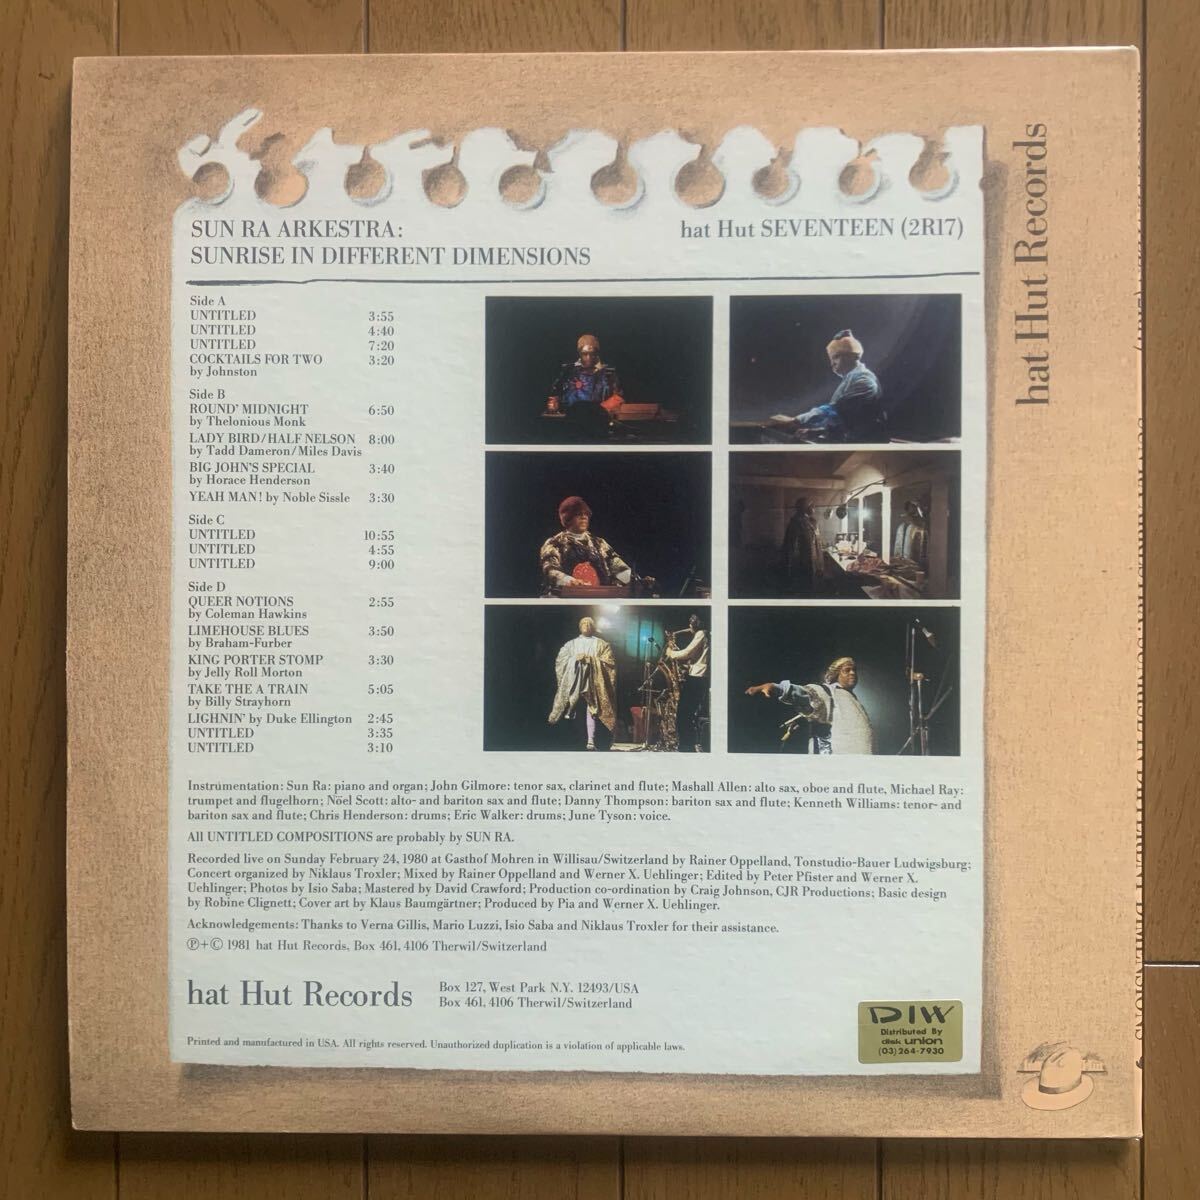 SUN RA ARKESTRA:
SUNRISE IN DIFFERENT DIMENSIONS
hat Hut SEVENTEEN (2R17)
Side A
UNTITLED 3:55
UNTITLED 4:40
UNTITLED 7:20
COCKTAILS FOR TWO 3:20
by Johnston
Side B
ROUND' MIDNIGHT 6:50
by Thelonious Monk
LADY BIRD/HALF NELSON 8:00
by Tadd Dameron/Miles Davis
BIG JOHN'S SPECIAL 3:40
by Horace Henderson
YEAH MAN! by Noble Sissle 3:30
Side C
UNTITLED 10:55
UNTITLED 4:55
UNTITLED 9:00
Side D
QUEER NOTIONS 2:55
by Coleman Hawkins
LIMEHOUSE BLUES 3:50
by Braham-Furber
KING PORTER STOMP 3:30
by Jelly Roll Morton
TAKE THE A TRAIN 5:05
by Billy Strayhorn
LIGHNIN' by Duke Ellington 2:45
UNTITLED 3:35
UNTITLED 3:10
Instrumentation: Sun Ra: piano and organ; John Gilmore: tenor sax, clarinet and flute; Mashall Allen: alto sax, oboe and flute, Michael Ray:
trumpet and flugelhorn; Nöel Scott: alto- and bariton sax and flute; Danny Thompson: bariton sax and flute; Kenneth Williams: tenor- and
bariton sax and flute; Chris Henderson: drums; Eric Walker: drums; June Tyson: voice.
All UNTITLED COMPOSITIONS are probably by SUN RA.
Recorded live on Sunday February 24, 1980 at Gasthof Mohren in Willisau/Switzerland by Rainer Oppelland, Tonstudio-Bauer Ludwigsburg;
Concert organized by Niklaus Troxler; Mixed by Rainer Oppelland and Werner X. Uehlinger; Edited by Peter Pfister and Werner X.
Uehlinger; Photos by Isio Saba; Mastered by David Crawford; Production co-ordination by Craig Johnson, CJR Productions; Basic design
by Robine Clignett; Cover art by Klaus Baumgärtner; Produced by Pia and Werner X. Uehlinger.
Acknowledgements: Thanks to Verna Gillis, Mario Luzzi, Isio Saba and Niklaus Troxler for their assistance.
Ⓟ+© 1981 hat Hut Records, Box 461, 4106 Therwil/Switzerland
hat Hut Records
Box 127, West Park N.Y. 12493/USA
Box 461, 4106 Therwil/Switzerland
Printed and manufactured in USA. All rights reserved. Unauthorized duplication is a violation of applicable laws.
DIW
Distributed By
disk union
(03)264-7930
hat Hut Records